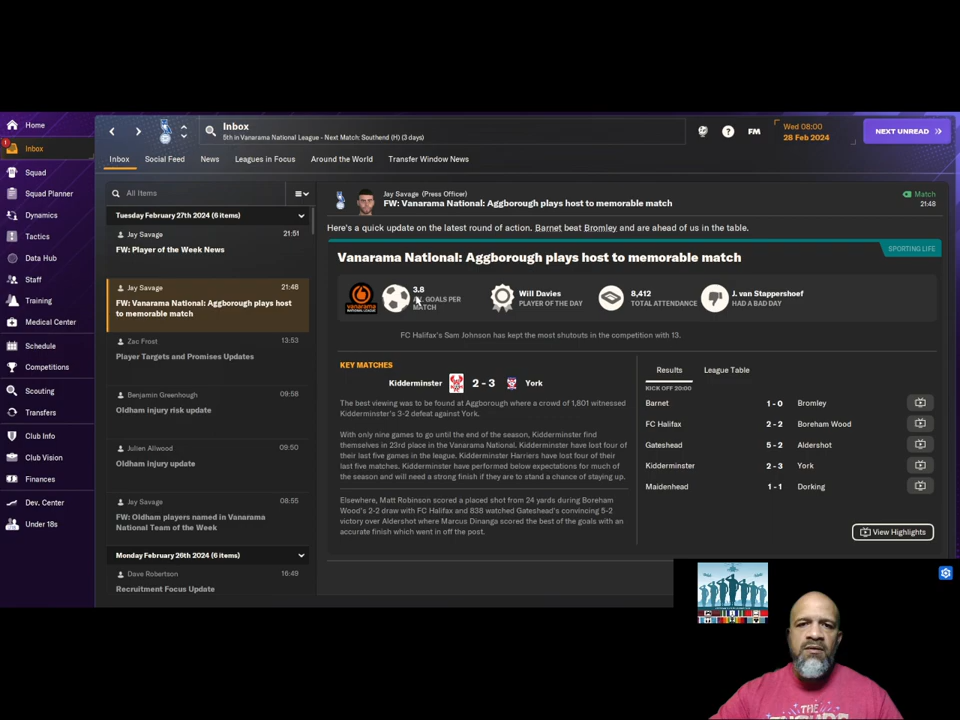 Home
Inbox
Squad
Squad Planner
Dynamics
Tactics
Data Hub
Staff
Training
Medical Center
Schedule
Competitions
Scouting
Transfers
Club Info
Club Vision
Finances
Dev. Center
Under 18s
Inbox
5th in Vanarama National League - Next Match: Southend (H) (3 days)
FM
Wed 08:00
28 Feb 2024
NEXT UNREAD
Inbox
Social Feed
News
Leagues in Focus
Around the World
Transfer Window News
All Items
Tuesday February 27th 2024 (6 items)
Jay Savage
21:51
FW: Player of the Week News
Jay Savage
21:48
FW: Vanarama National: Aggborough plays host to memorable match
Zac Frost
13:53
Player Targets and Promises Updates
Benjamin Greenhough
09:58
Oldham injury risk update
Julien Allwood
09:50
Oldham injury update
Jay Savage
08:55
FW: Oldham players named in Vanarama National Team of the Week
Monday February 26th 2024 (6 items)
Dave Robertson
16:49
Recruitment Focus Update
Jay Savage (Press Officer)
FW: Vanarama National: Aggborough plays host to memorable match
Match
21:48
Here's a quick update on the latest round of action. Barnet beat Bromley and are ahead of us in the table.
SPORTING LIFE
Vanarama National: Aggborough plays host to memorable match
3.8
GOALS PER
MATCH
Will Davies
PLAYER OF THE DAY
8,412
TOTAL ATTENDANCE
J. van Stappershoef
HAD A BAD DAY
FC Halifax's Sam Johnson has kept the most shutouts in the competition with 13.
KEY MATCHES
Kidderminster 2 - 3 York
The best viewing was to be found at Aggborough where a crowd of 1,801 witnessed
Kidderminster's 3-2 defeat against York.
With only nine games to go until the end of the season, Kidderminster find
themselves in 23rd place in the Vanarama National. Kidderminster have lost four of
their last five games in the league. Kidderminster Harriers have lost four of their
last five matches. Kidderminster have performed below expectations for much of
the season and will need a strong finish if they are to stand a chance of staying up.
Elsewhere, Matt Robinson scored a placed shot from 24 yards during Boreham
Wood's 2-2 draw with FC Halifax and 838 watched Gateshead's convincing 5-2
victory over Aldershot where Marcus Dinanga scored the best of the goals with an
accurate finish which went in off the post.
Results
League Table
KICK OFF 20:00
Barnet 1 - 0 Bromley
FC Halifax 2 - 2 Boreham Wood
Gateshead 5 - 2 Aldershot
Kidderminster 2 - 3 York
Maidenhead 1 - 1 Dorking
View Highlights
THE